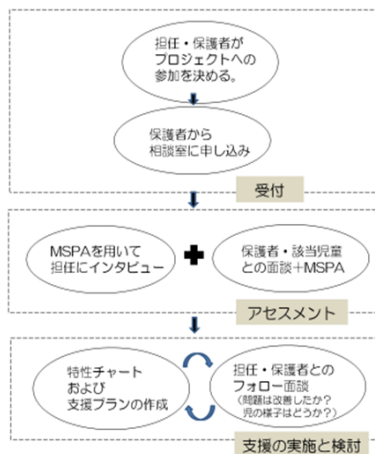 担任・保護者が
プロジェクトへの
参加を決める。
保護者から
相談室に申し込み
受付
MSPAを用いて
担任にインタビュー
保護者・該当児童
との面談+MSPA
アセスメント
特性チャート
および
支援プランの作成
担任・保護者との
フォロー面談
(問題は改善したか?
児の様子はどうか?)
支援の実施と検討